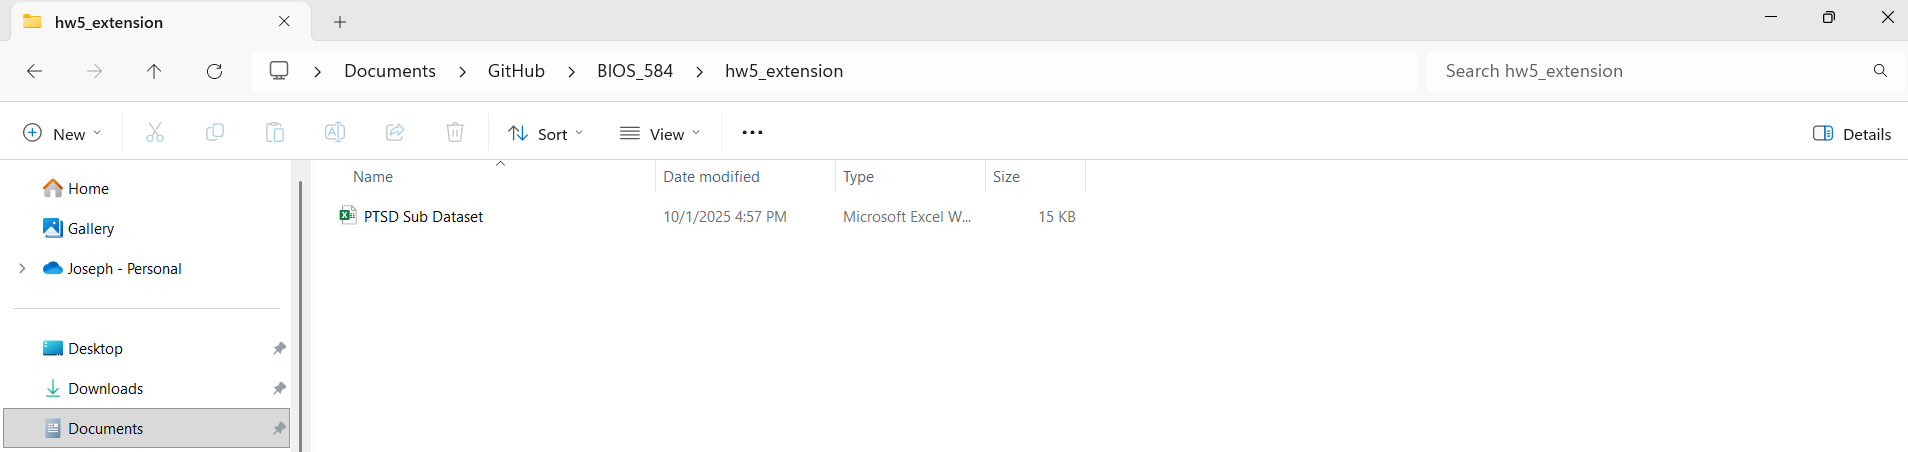 hw5_extension
Documents > GitHub > BIOS_584 > hw5_extension
Search hw5_extension
New
Sort
View
Details
Name Date modified Type Size
PTSD Sub Dataset 10/1/2025 4:57 PM Microsoft Excel W... 15 KB
Home
Gallery
Joseph - Personal
Desktop
Downloads
Documents